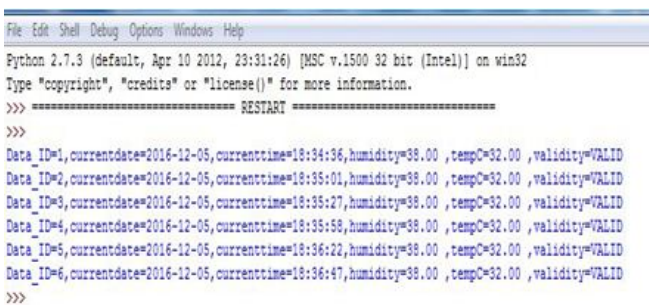 File Edit Shell Debug Options Windows Help
Python 2.7.3 (default, Apr 10 2012, 23:31:26) [MSC v.1500 32 bit (Intel)] on win32
Type "copyright", "credits" or "license()" for more information.
>>> ================================ RESTART ================================
>>>
Data_ID=1,currentdate=2016-12-05,currenttime=18:34:36,humidity=38.00 ,tempC=32.00 ,validity=VALID
Data_ID=2,currentdate=2016-12-05,currenttime=18:35:01,humidity=38.00 ,tempC=32.00 ,validity=VALID
Data_ID=3,currentdate=2016-12-05,currenttime=18:35:27,humidity=38.00 ,tempC=32.00 ,validity=VALID
Data_ID=4,currentdate=2016-12-05,currenttime=18:35:58,humidity=38.00 ,tempC=32.00 ,validity=VALID
Data_ID=5,currentdate=2016-12-05,currenttime=18:36:22,humidity=38.00 ,tempC=32.00 ,validity=VALID
Data_ID=6,currentdate=2016-12-05,currenttime=18:36:47,humidity=38.00 ,tempC=32.00 ,validity=VALID
>>>